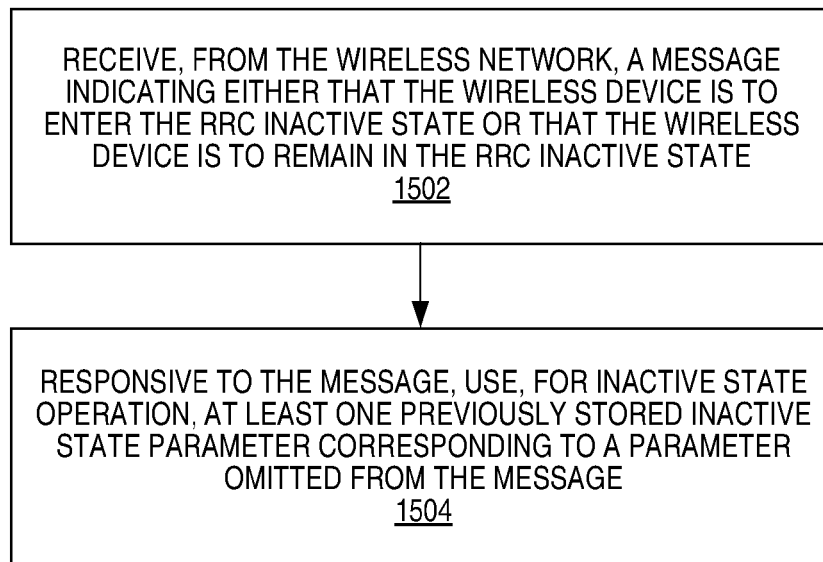 RECEIVE, FROM THE WIRELESS NETWORK, A MESSAGE
INDICATING EITHER THAT THE WIRELESS DEVICE IS TO
ENTER THE RRC INACTIVE STATE OR THAT THE WIRELESS
DEVICE IS TO REMAIN IN THE RRC INACTIVE STATE
1502
RESPONSIVE TO THE MESSAGE, USE, FOR INACTIVE STATE
OPERATION, AT LEAST ONE PREVIOUSLY STORED INACTIVE
STATE PARAMETER CORRESPONDING TO A PARAMETER
OMITTED FROM THE MESSAGE
1504